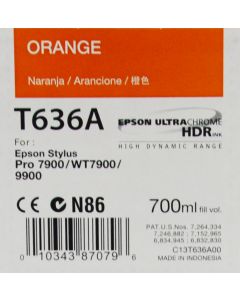 ORANGE
Naranja / Arancione / 橙色
T636A
EPSON ULTRACHROME
HDR INK
HIGH DYNAMIC RANGE
For:
Epson Stylus
Pro 7900/WT7900/
9900
CE N86
700ml fill vol.
PAT.U.S Nos. 7,264,334
7,246,882 / 7,152,965
6,834,945 / 6,832,830
C13T636A00
MADE IN INDONESIA
0 10343 87079 6